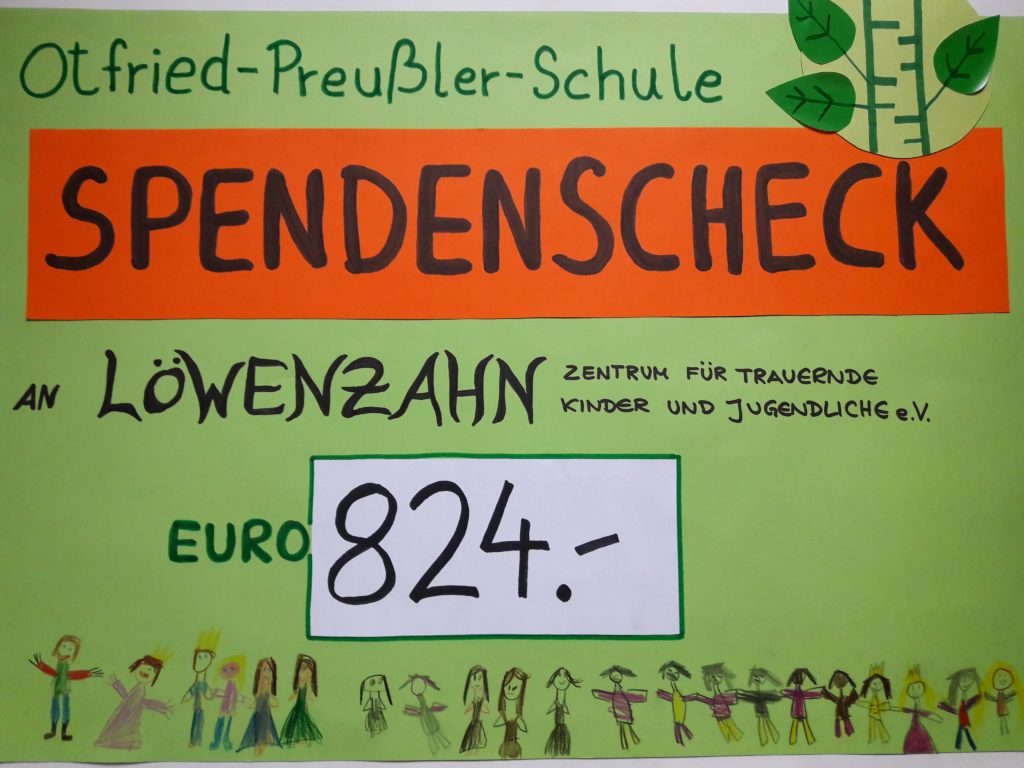 Otfried-Preußler-Schule
SPENDENSCHECK
AN LÖWENZAHN ZENTRUM FÜR TRAUERNDE
KINDER UND JUGENDLICHE e.V.
EURO 824.-